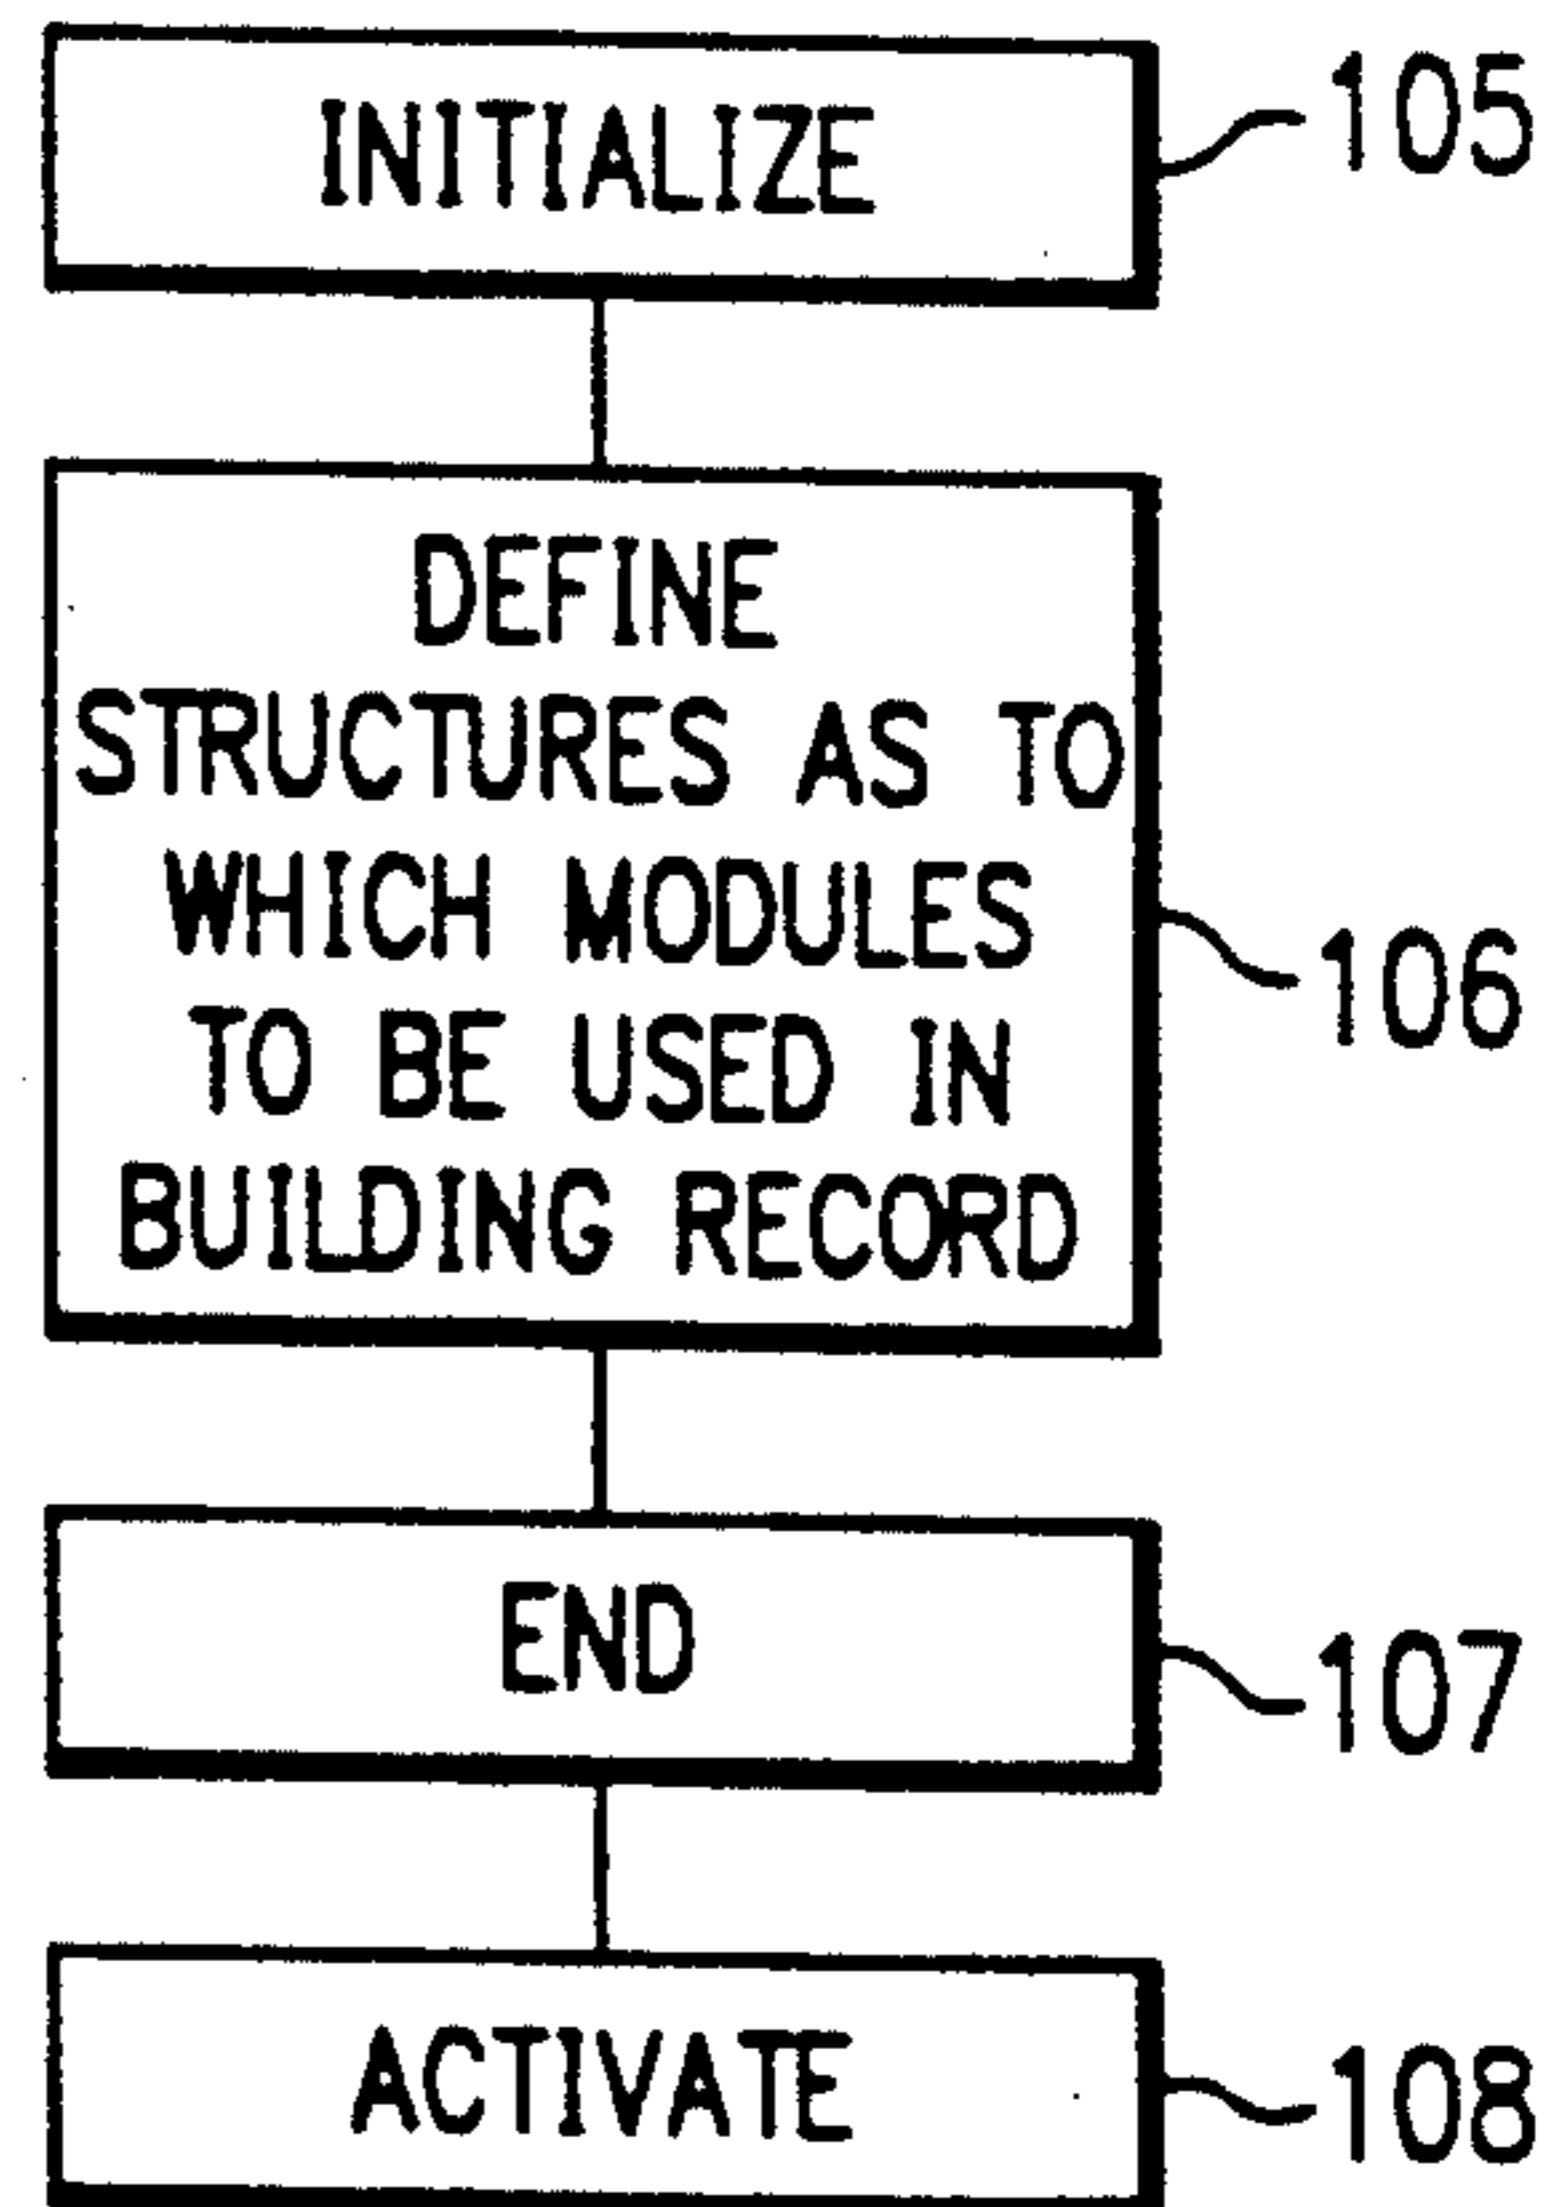 INITIALIZE
105
DEFINE
STRUCTURES AS TO
WHICH MODULES
TO BE USED IN
BUILDING RECORD
106
END
107
ACTIVATE
108